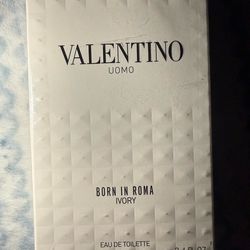 VALENTINO
UOMO
BORN IN ROMA
IVORY
EAU DE TOILETTE